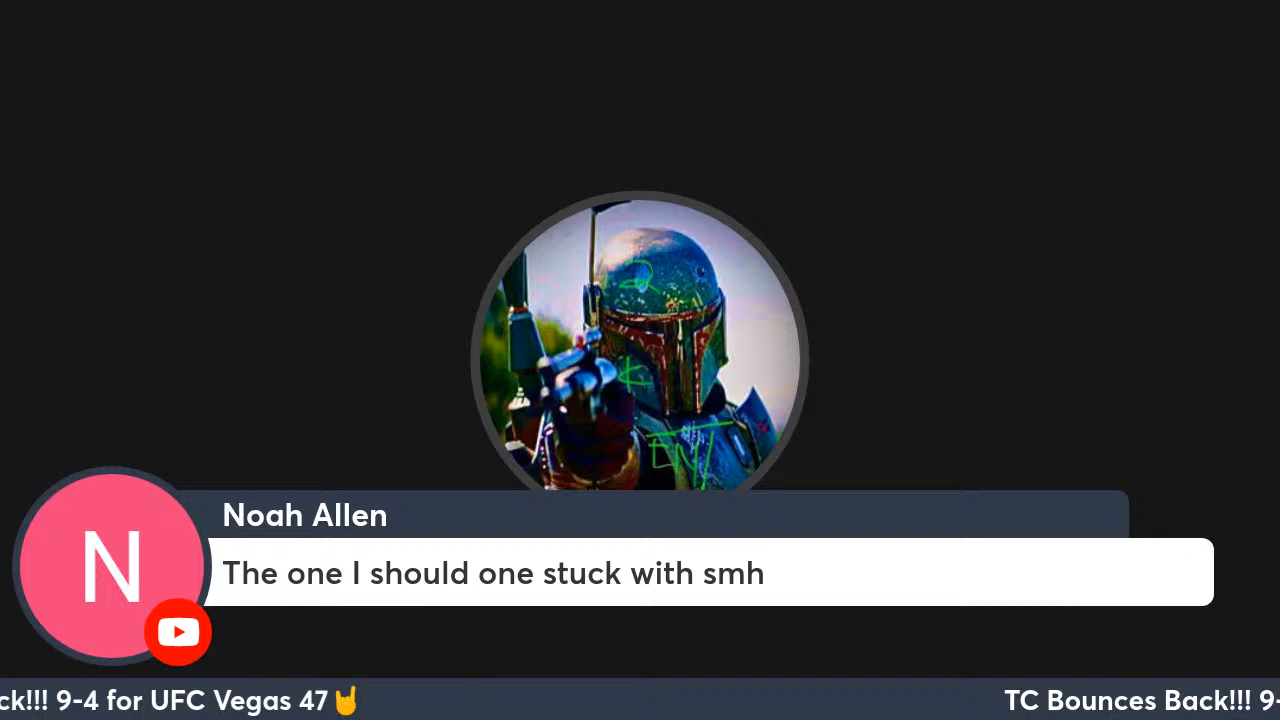 Noah Allen
N
The one I should one stuck with smh
ck!!! 9-4 for UFC Vegas 47🤘
TC Bounces Back!!! 9-